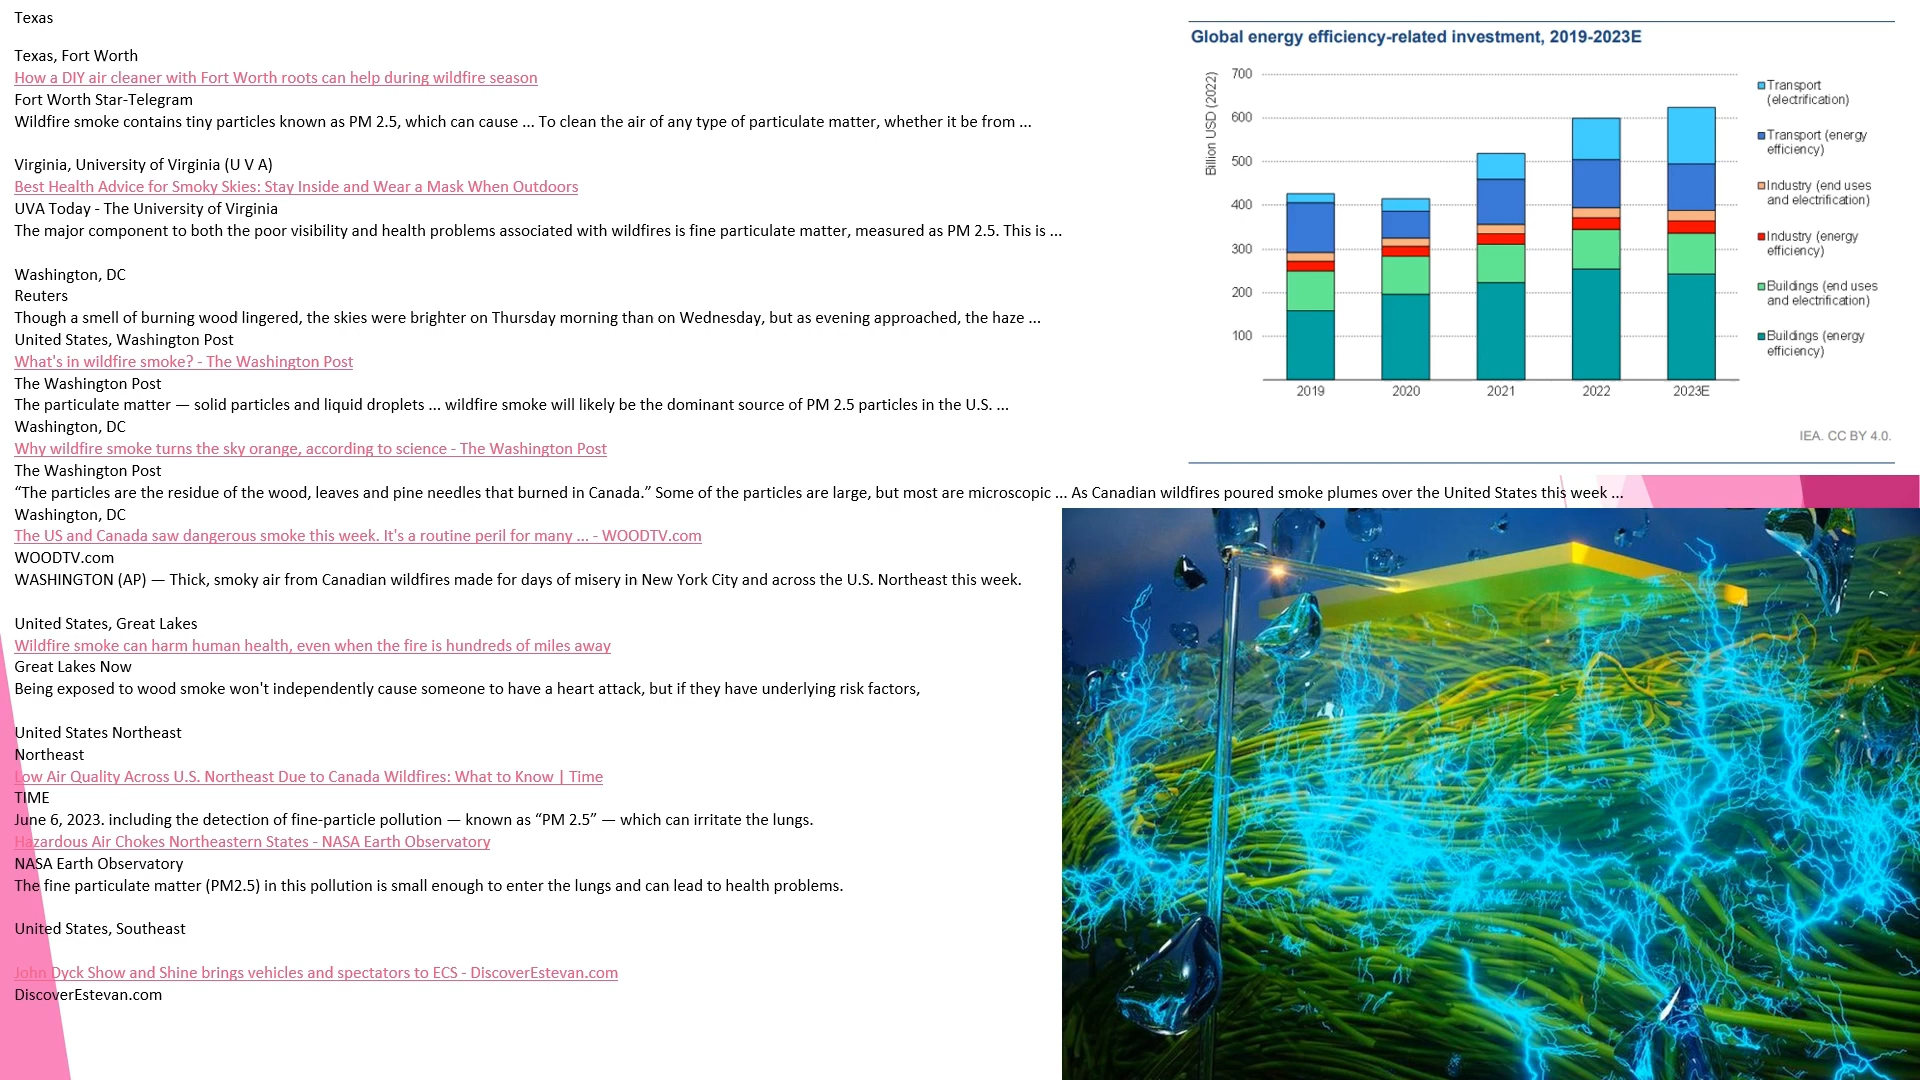 Texas
Texas, Fort Worth
How a DIY air cleaner with Fort Worth roots can help during wildfire season
Fort Worth Star-Telegram
Wildfire smoke contains tiny particles known as PM 2.5, which can cause ... To clean the air of any type of particulate matter, whether it be from ...
Virginia, University of Virginia (U V A)
Best Health Advice for Smoky Skies: Stay Inside and Wear a Mask When Outdoors
UVA Today - The University of Virginia
The major component to both the poor visibility and health problems associated with wildfires is fine particulate matter, measured as PM 2.5. This is ...
Washington, DC
Reuters
Though a smell of burning wood lingered, the skies were brighter on Thursday morning than on Wednesday, but as evening approached, the haze ...
United States, Washington Post
What's in wildfire smoke? - The Washington Post
The Washington Post
The particulate matter — solid particles and liquid droplets ... wildfire smoke will likely be the dominant source of PM 2.5 particles in the U.S. ...
Washington, DC
Why wildfire smoke turns the sky orange, according to science - The Washington Post
The Washington Post
“The particles are the residue of the wood, leaves and pine needles that burned in Canada.” Some of the particles are large, but most are microscopic ... As Canadian wildfires poured smoke plumes over the United States this week ...
Washington, DC
The US and Canada saw dangerous smoke this week. It's a routine peril for many ... - WOODTV.com
WOODTV.com
WASHINGTON (AP) — Thick, smoky air from Canadian wildfires made for days of misery in New York City and across the U.S. Northeast this week.
United States, Great Lakes
Wildfire smoke can harm human health, even when the fire is hundreds of miles away
Great Lakes Now
Being exposed to wood smoke won't independently cause someone to have a heart attack, but if they have underlying risk factors,
United States Northeast
Northeast
Low Air Quality Across U.S. Northeast Due to Canada Wildfires: What to Know | Time
TIME
June 6, 2023. including the detection of fine-particle pollution — known as “PM 2.5” — which can irritate the lungs.
Hazardous Air Chokes Northeastern States - NASA Earth Observatory
NASA Earth Observatory
The fine particulate matter (PM2.5) in this pollution is small enough to enter the lungs and can lead to health problems.
United States, Southeast
John Dyck Show and Shine brings vehicles and spectators to ECS - DiscoverEstevan.com
DiscoverEstevan.com
Global energy efficiency-related investment, 2019-2023E
Billion USD (2022)
700
600
500
400
300
200
100
2019 2020 2021 2022 2023E
Transport
(electrification)
Transport (energy
efficiency)
Industry (end uses
and electrification)
Industry (energy
efficiency)
Buildings (end uses
and electrification)
Buildings (energy
efficiency)
IEA. CC BY 4.0.